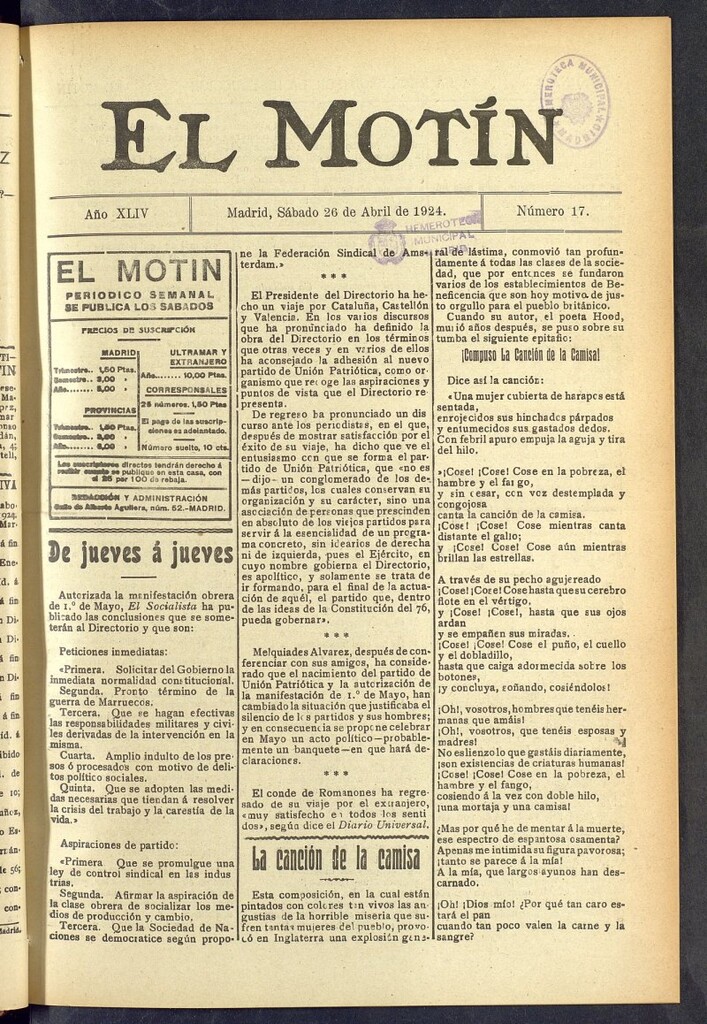 EL MOTÍN
HEMEROTECA MUNICIPAL
MADRID
Año XLIV
Madrid, Sábado 26 de Abril de 1924.
Número 17.
HEMEROTECA
MUNICIPAL
MADRID
EL MOTIN
PERIODICO SEMANAL
SE PUBLICA LOS SABADOS
PRECIOS DE SUSCRIPCIÓN
MADRID
Trimestre.. 1,50 Ptas.
Semestre.. 3,00 »
Año..... 5,00 »
PROVINCIAS
Trimestre.. 1,50 Ptas.
Semestre.. 3,00 »
Año..... 6,00 »
ULTRAMAR Y
EXTRANJERO
Año..... 10,00 Ptas.
CORRESPONSALES
25 números, 1,50 Ptas
El pago de las suscripciones
es adelantado.
Número suelto, 10 cts.
Los suscriptores directes tendrán derecho á
recibir cuanto se publique en esta casa, con
el 25 por 100 de rebaja.
REDACCIÓN Y ADMINISTRACIÓN
Calle de Alberto Aguilera, núm. 52.-MADRID.
De jueves á jueves
Autorizada la manifestación obrera
de 1.º de Mayo, El Socialista ha pu-
blicado las conclusiones que se some-
terán al Directorio y que son:
Peticiones inmediatas:
«Primera. Solicitar del Gobierno la
inmediata normalidad constitucional.
Segunda. Pronto término de la
guerra de Marruecos.
Tercera. Que se hagan efectivas
las responsabilidades militares y civi-
les derivadas de la intervención en la
misma.
Cuarta. Amplio indulto de los pre-
sos ó procesados con motivo de deli-
tos político sociales.
Quinta. Que se adopten las medi-
das necesarias que tiendan á resolver
la crisis del trabajo y la carestía de la
vida.»
Aspiraciones de partido:
«Primera Que se promulgue una
ley de control sindical en las indus
trias.
Segunda. Afirmar la aspiración de
la clase obrera de socializar los me-
dios de producción y cambio.
Tercera. Que la Sociedad de Na-
ciones se democratice según propo-
ne la Federación Sindical de Ams-
terdam.»
* * *
El Presidente del Directorio ha he-
cho un viaje por Cataluña, Castellón
y Valencia. En los varios discursos
que ha pronunciado ha definido la
obra del Directorio en los términos
que otras veces y en varios de ellos
ha aconsejado la adhesión al nuevo
partido de Unión Patriótica, como or-
ganismo que recoge las aspiraciones y
puntos de vista que el Directorio re
presenta.
De regreso ha pronunciado un dis
curso ante los periodistas, en el que,
después de mostrar satisfacción por el
éxito de su viaje, ha dicho que ve el
entusiasmo con que se forma el par-
tido de Unión Patriótica, que «no es
—dijo—un conglomerado de los de-
más partidos, los cuales conservan su
organización y su carácter, sino una
asociación de personas que prescinden
en absoluto de los viejos partidos para
servir á la esencialidad de un progra-
ma concreto, sin idearios de derecha
ni de izquierda, pues el Ejército, en
cuyo nombre gobierna el Directorio,
es apolítico, y solamente se trata de
ir formando, para el final de la actua-
ción de aquél, el partido que, dentro
de las ideas de la Constitución del 76,
pueda gobernar».
* * *
Melquiades Alvarez, después de con-
ferenciar con sus amigos, ha conside-
rado que el nacimiento del partido de
Unión Patriótica y la autorización de
la manifestación de 1.º de Mayo, han
cambiado la situación que justificaba el
silencio de los partidos y sus hombres;
y en consecuencia se propone celebrar
en Mayo un acto político—probable-
mente un banquete—en que hará de-
claraciones.
* * *
El conde de Romanones ha regre-
sado de su viaje por el extranjero,
«muy satisfecho en todos los senti
dos», según dice el Diario Universal.
La canción de la camisa
Esta composición, en la cual están
pintados con colores tan vivos las an-
gustias de la horrible miseria que su-
fren tantas mujeres del pueblo, provo-
có en Inglaterra una explosión gene-
ral de lástima, conmovió tan profun-
damente á todas las clases de la socie-
dad, que por entonces se fundaron
varios de los establecimientos de Be-
neficencia que son hoy motivo de jus-
to orgullo para el pueblo británico.
Cuando su autor, el poeta Hood,
murió años después, se puso sobre su
tumba el siguiente epitafio:
¡Compuso La Canción de la Camisa!
Dice así la canción:
«Una mujer cubierta de harapos está
sentada,
enrojecidos sus hinchados párpados
y entumecidos sus gastados dedos.
Con febril apuro empuja la aguja y tira
del hilo.
»¡Cose! ¡Cose! Cose en la pobreza, el
hambre y el fango,
y sin cesar, con voz destemplada y
congojosa
canta la canción de la camisa.
¡Cose! ¡Cose! Cose mientras canta
distante el gallo;
y ¡Cose! ¡Cose! Cose aún mientras
brillan las estrellas.
A través de su pecho agujereado
¡Cose! ¡Cose! Cose hasta que su cerebro
flote en el vértigo.
y ¡Cose! ¡Cose!, hasta que sus ojos
ardan
y se empañen sus miradas.
¡Cose! ¡Cose! Cose el puño, el cuello
y el dobladillo,
hasta que caiga adormecida sobre los
botones,
¡y concluya, soñando, cosiéndolos!
¡Oh!, vosotros, hombres que tenéis her-
manas que amáis!
¡Oh!, vosotros, que tenéis esposas y
madres!
No es lienzo lo que gastáis diariamente,
¡son existencias de criaturas humanas!
¡Cose! ¡Cose! Cose en la pobreza, el
hambre y el fango,
cosiendo á la vez con doble hilo,
¡una mortaja y una camisa!
¿Mas por qué he de mentar á la muerte,
ese espectro de espantosa osamenta?
Apenas me intimida su figura pavorosa;
¡tanto se parece á la mía!
A la mía, que largos ayunos han des-
carnado.
¡Oh! ¡Dios mío! ¿Por qué tan caro es-
tará el pan
cuando tan poco valen la carne y la
sangre?